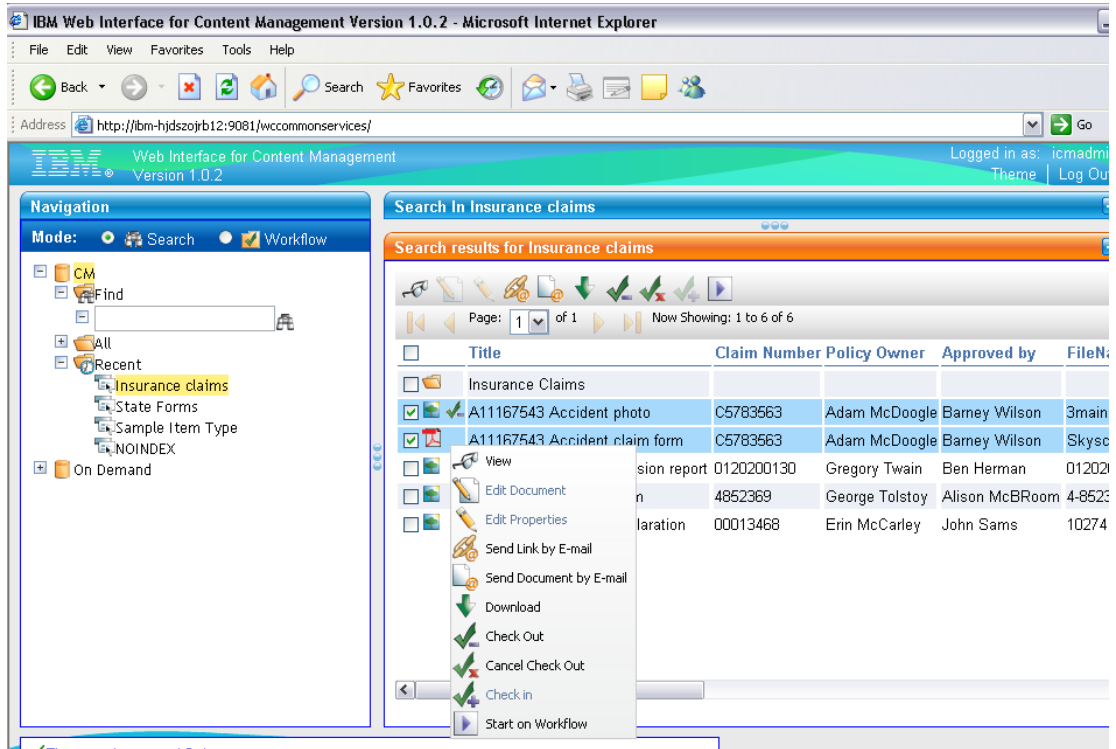 IBM Web Interface for Content Management Version 1.0.2 - Microsoft Internet Explorer
File Edit View Favorites Tools Help
Back Search Favorites
Address http://ibm-hjdszojrb12:9081/wccommonservices/ Go
IBM Web Interface for Content Management Logged in as: icmadmi
Version 1.0.2 Theme | Log Ou
Navigation
Mode: Search Workflow
CM
Find
All
Recent
Insurance claims
State Forms
Sample Item Type
NOINDEX
On Demand
Search In Insurance claims
Search results for Insurance claims
Page: 1 of 1 Now Showing: 1 to 6 of 6
Title Claim Number Policy Owner Approved by FileNa
Insurance Claims
A11167543 Accident photo C5783563 Adam McDoogle Barney Wilson 3main
A11167543 Accident claim form C5783563 Adam McDoogle Barney Wilson Skysc
sion report 0120200130 Gregory Twain Ben Herman 01202
n 4852369 George Tolstoy Alison McBRoom 4-8523
laration 00013468 Erin McCarley John Sams 10274
View
Edit Document
Edit Properties
Send Link by E-mail
Send Document by E-mail
Download
Check Out
Cancel Check Out
Check in
Start on Workflow